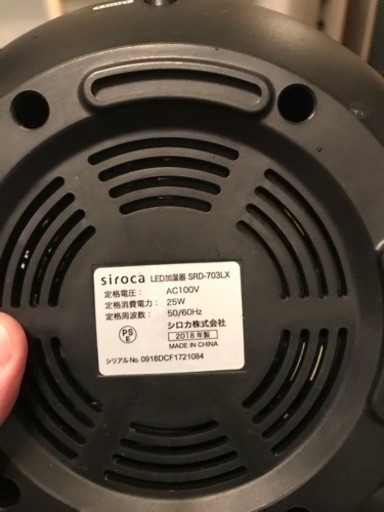 siroca LED加湿器 SRD-703LX
定格電圧： AC100V
定格消費電力： 25W
定格周波数： 50/60Hz
PS
E
シロカ株式会社
2018年製
MADE IN CHINA
シリアルNo. 0918DCF1721084